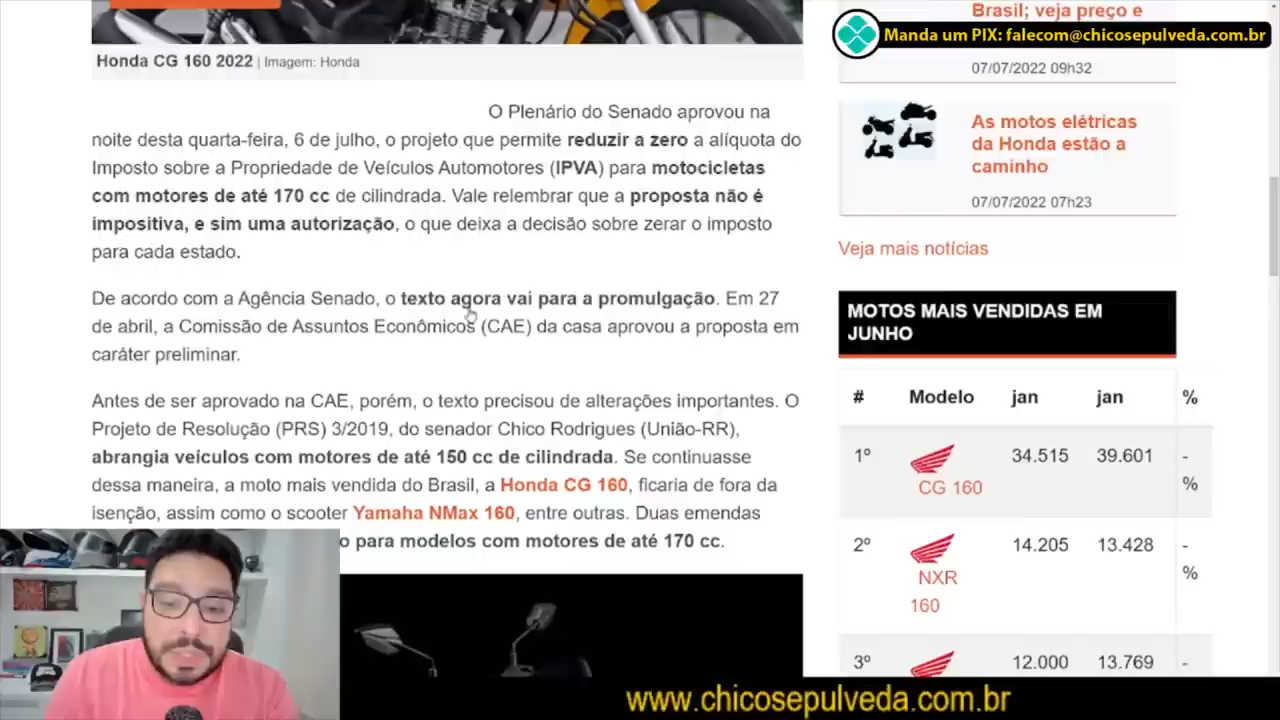 Honda CG 160 2022 | Imagem: Honda
O Plenário do Senado aprovou na
noite desta quarta-feira, 6 de julho, o projeto que permite reduzir a zero a alíquota do
Imposto sobre a Propriedade de Veículos Automotores (IPVA) para motocicletas
com motores de até 170 cc de cilindrada. Vale relembrar que a proposta não é
impositiva, e sim uma autorização, o que deixa a decisão sobre zerar o imposto
para cada estado.
De acordo com a Agência Senado, o texto agora vai para a promulgação. Em 27
de abril, a Comissão de Assuntos Econômicos (CAE) da casa aprovou a proposta em
caráter preliminar.
Antes de ser aprovado na CAE, porém, o texto precisou de alterações importantes. O
Projeto de Resolução (PRS) 3/2019, do senador Chico Rodrigues (União-RR),
abrangia veículos com motores de até 150 cc de cilindrada. Se continuasse
dessa maneira, a moto mais vendida do Brasil, a Honda CG 160, ficaria de fora da
isenção, assim como o scooter Yamaha NMax 160, entre outras. Duas emendas
o para modelos com motores de até 170 cc.
Brasil; veja preço e
Manda um PIX: falecom@chicosepulveda.com.br
07/07/2022 09h32
As motos elétricas
da Honda estão a
caminho
07/07/2022 07h23
Veja mais notícias
MOTOS MAIS VENDIDAS EM
JUNHO
# Modelo jan jan %
1º CG 160 34.515 39.601 - %
2º NXR 160 14.205 13.428 - %
3º 12.000 13.769 -
www.chicosepulveda.com.br